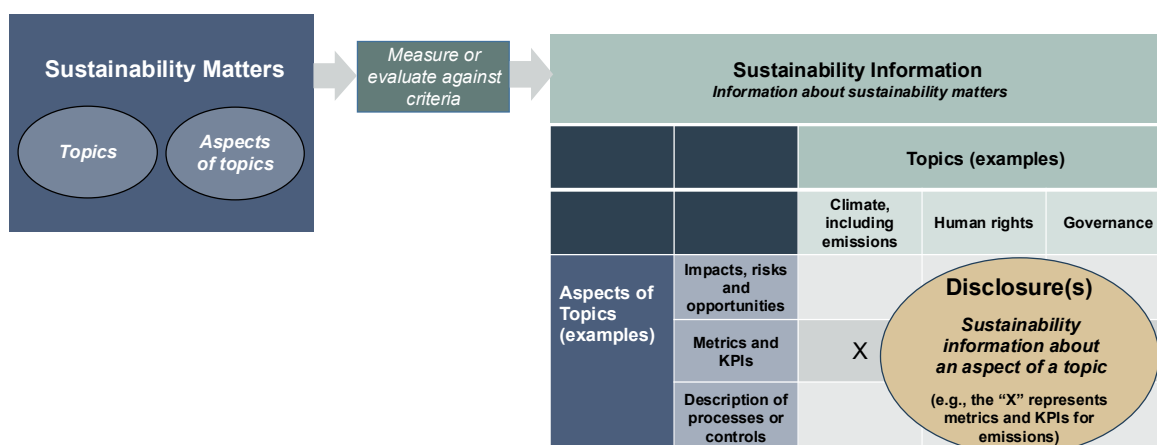 Sustainability Matters
Topics
Aspects
of topics
Measure or
evaluate against
criteria
Sustainability Information
Information about sustainability matters
Topics (examples)
Climate,
including
emissions
Human rights
Governance
Aspects of
Topics
(examples)
Impacts, risks
and
opportunities
Metrics and
KPIs
X
Description of
processes or
controls
Disclosure(s)
Sustainability
information about
an aspect of a topic
(e.g., the “X” represents
metrics and KPIs for
emissions)